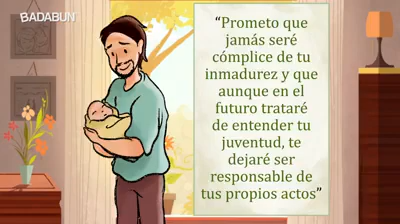 BADABUN
“Prometo que
jamás seré
cómplice de tu
inmadurez y que
aunque en el
futuro trataré
de entender tu
juventud, te
dejaré ser
responsable de
tus propios actos”